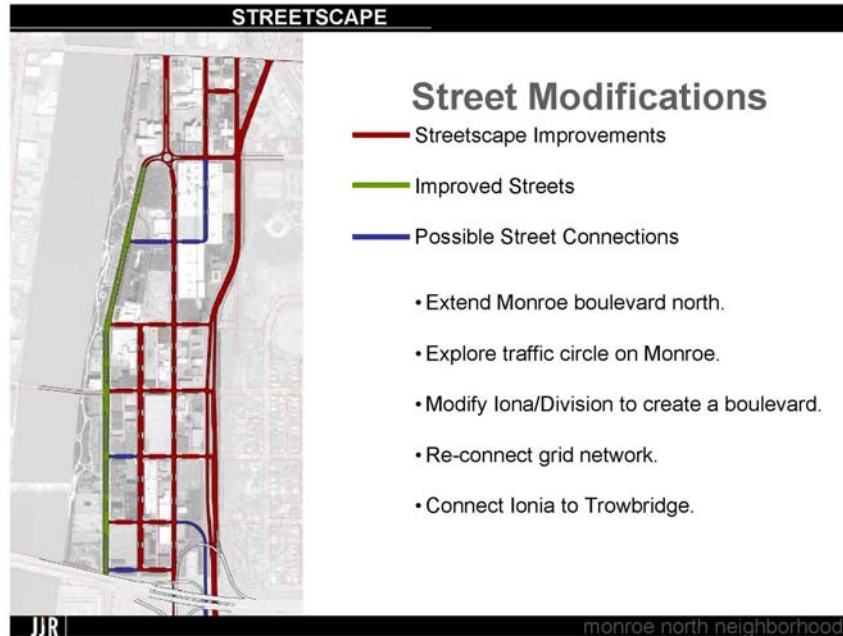 STREETSCAPE
Street Modifications
Streetscape Improvements
Improved Streets
Possible Street Connections
• Extend Monroe boulevard north.
• Explore traffic circle on Monroe.
• Modify Iona/Division to create a boulevard.
• Re-connect grid network.
• Connect Ionia to Trowbridge.
JJR
monroe north neighborhood